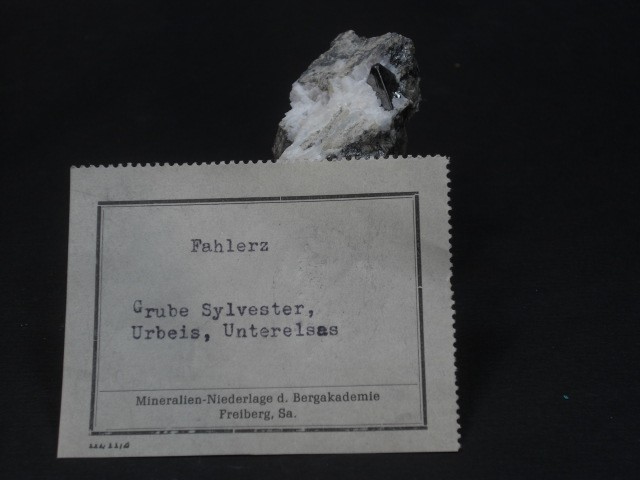 Fahlerz
Grube Sylvester,
Urbeis, Unterelsas
Mineralien-Niederlage d. Bergakademie
Freiberg, Sa.